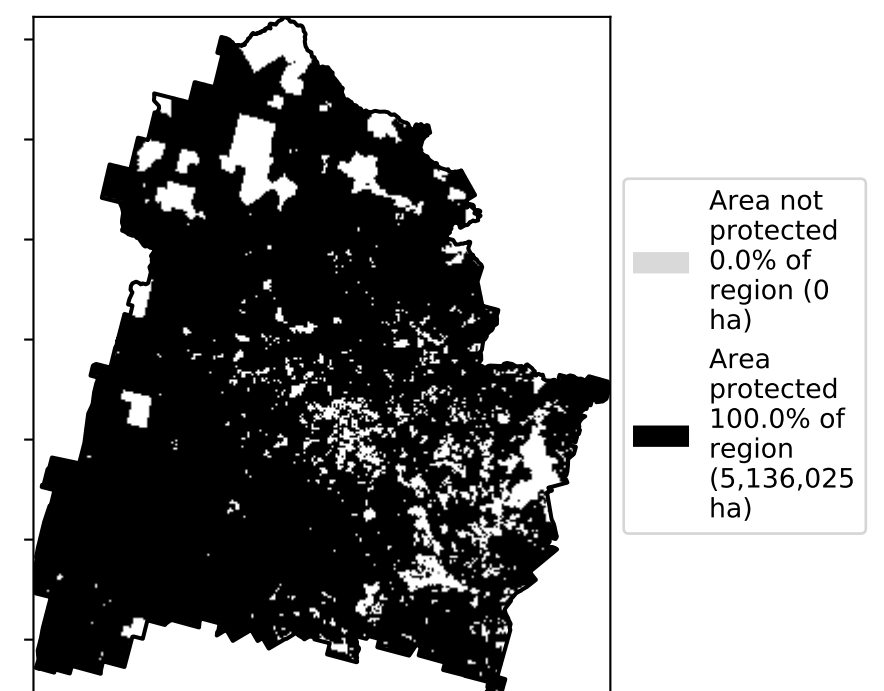 Area not
protected
0.0% of
region (0
ha)
Area
protected
100.0% of
region
(5,136,025
ha)